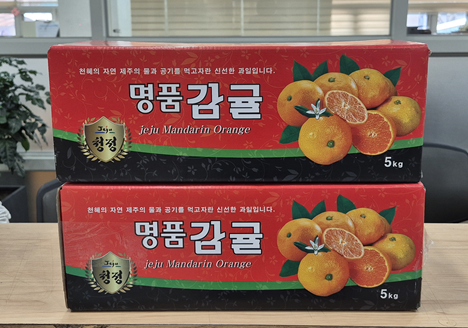 천혜의 자연 제주의 물과 공기를 먹고자란 신선한 과일입니다.
명품감귤
jeju Mandarin Orange
청정
5kg
천혜의 자연 제주의 물과 공기를 먹고자란 신선한 과일입니다.
명품감귤
jeju Mandarin Orange
청정
5kg